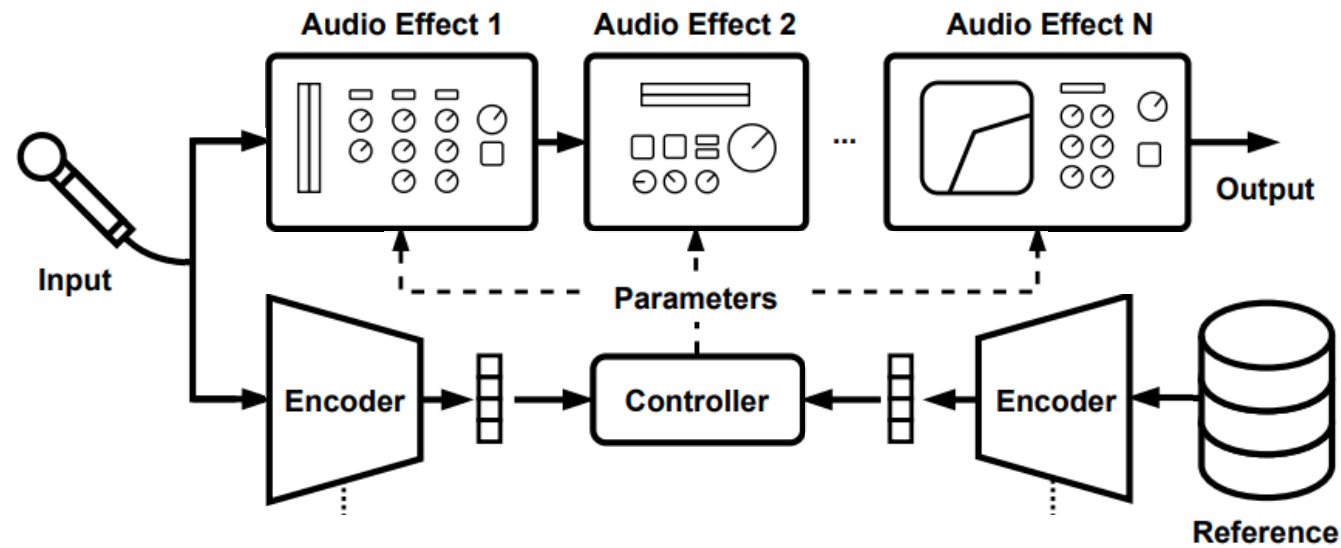 Audio Effect 1
Audio Effect 2
Audio Effect N
...
Output
Input
Parameters
Encoder
Controller
Encoder
Reference